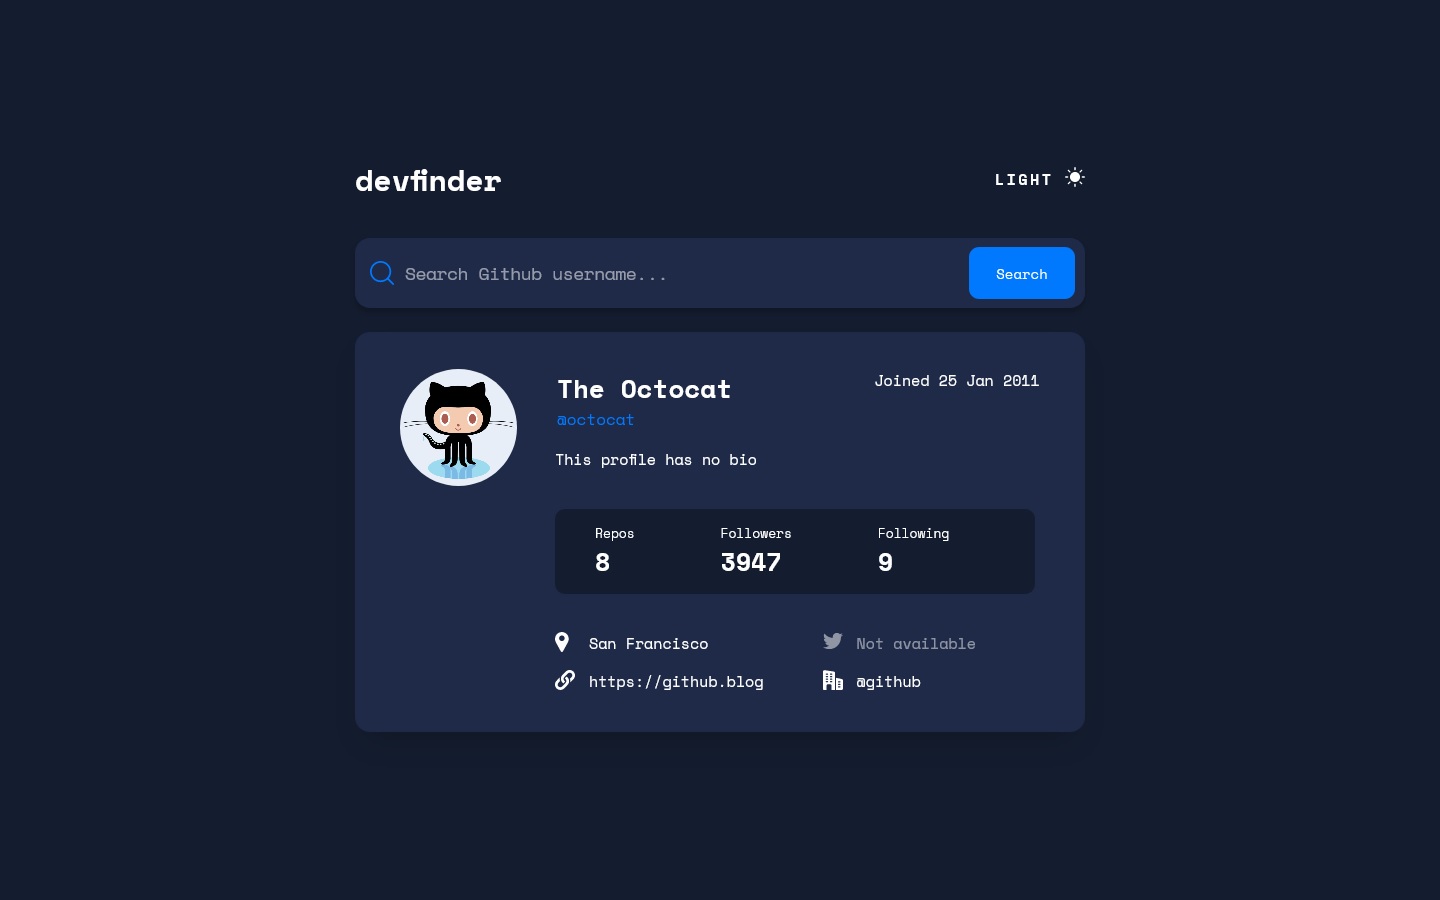 devfinder
LIGHT
Search Github username...
Search
The Octocat
Joined 25 Jan 2011
@octocat
This profile has no bio
Repos
Followers
Following
8
3947
9
San Francisco
Not available
https://github.blog
@github